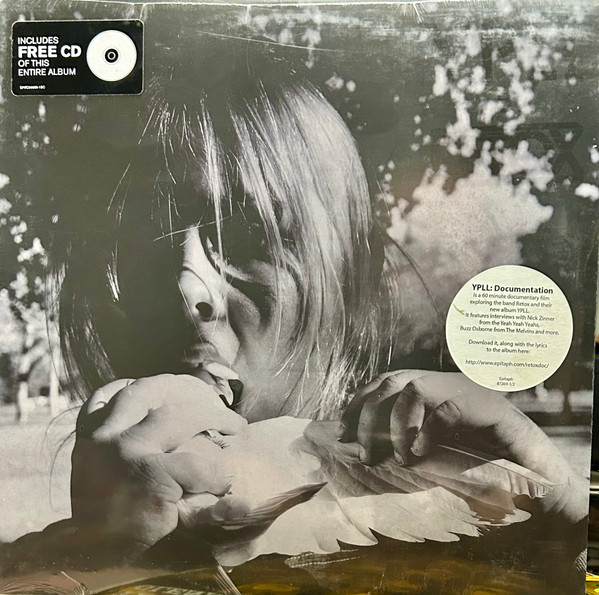 INCLUDES
FREE CD
OF THIS
ENTIRE ALBUM
YPLL: Documentation
Is a 60 minute documentary film
exploring the band Retox and their
new album YPLL.
It features interviews with Nick Zinner
from the Yeah Yeah Yeahs,
Buzz Osborne from The Melvins and more.
Download it, along with the lyrics
to the album here:
http://www.epitaph.com/retoxdoc/
Epitaph
87269-1/2